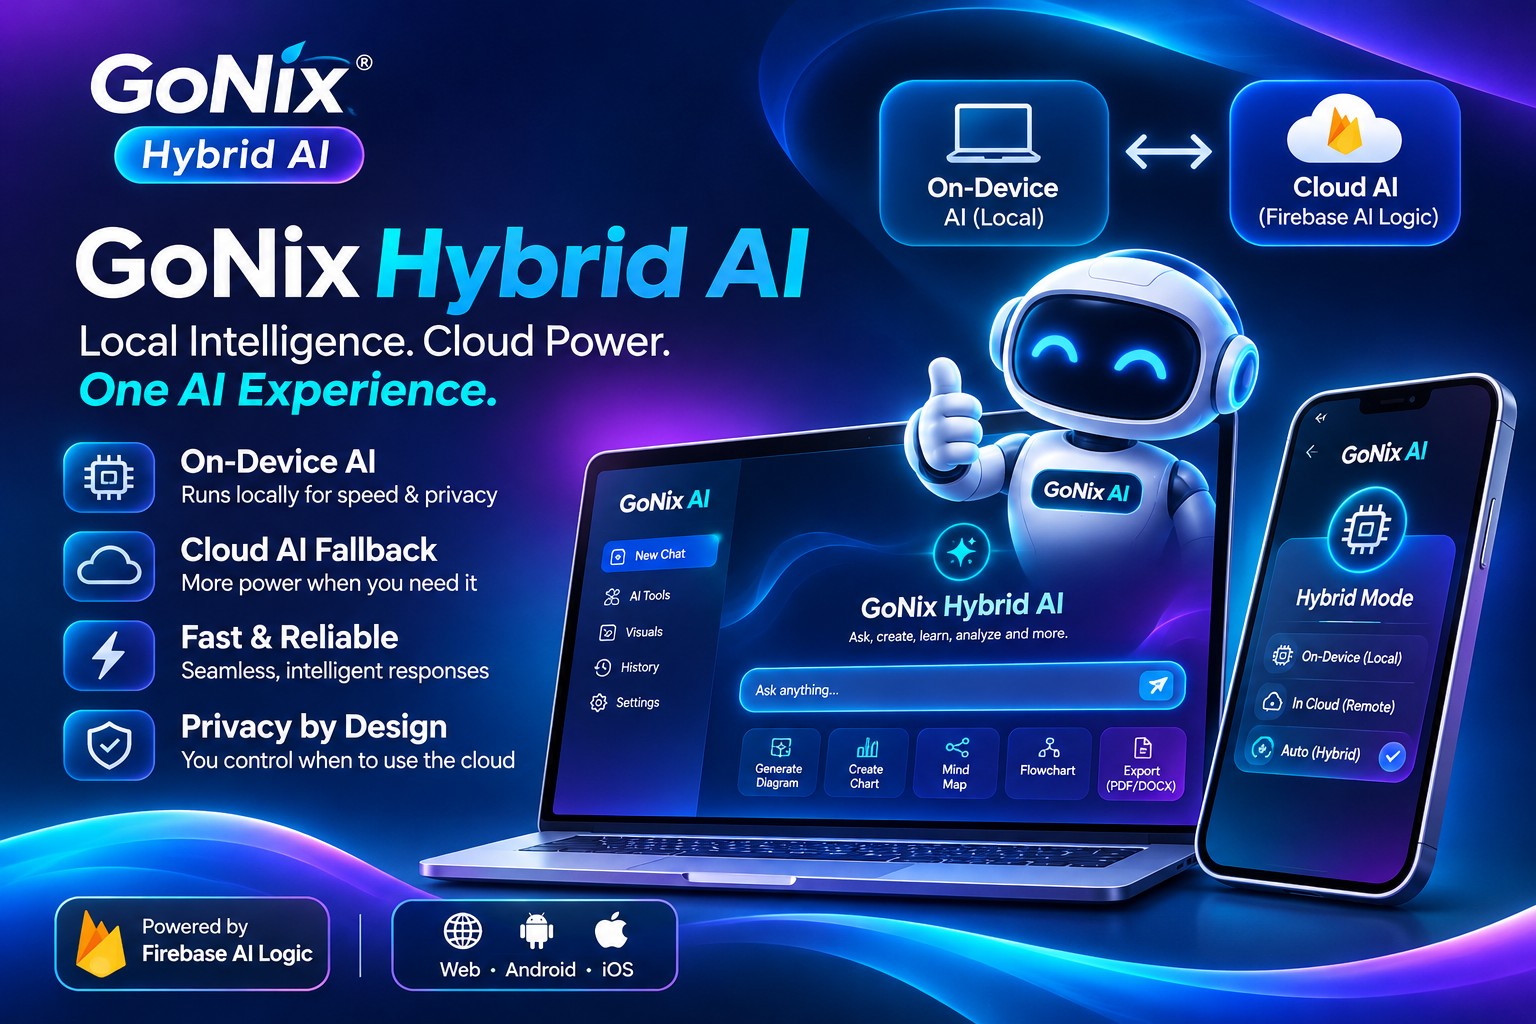 GoNix®
Hybrid AI
GoNix Hybrid AI
Local Intelligence. Cloud Power.
One AI Experience.
On-Device AI
Runs locally for speed & privacy
Cloud AI Fallback
More power when you need it
Fast & Reliable
Seamless, intelligent responses
Privacy by Design
You control when to use the cloud
Powered by
Firebase AI Logic
Web • Android • iOS
On-Device
AI (Local)
Cloud AI
(Firebase AI Logic)
GoNix AI
GoNix AI
New Chat
AI Tools
Visuals
History
Settings
GoNix Hybrid AI
Ask, create, learn, analyze and more.
Ask anything...
Generate
Diagram
Create
Chart
Mind
Map
Flowchart
Export
(PDF/DOCX)
GoNix AI
Hybrid Mode
On-Device (Local)
In Cloud (Remote)
Auto (Hybrid)